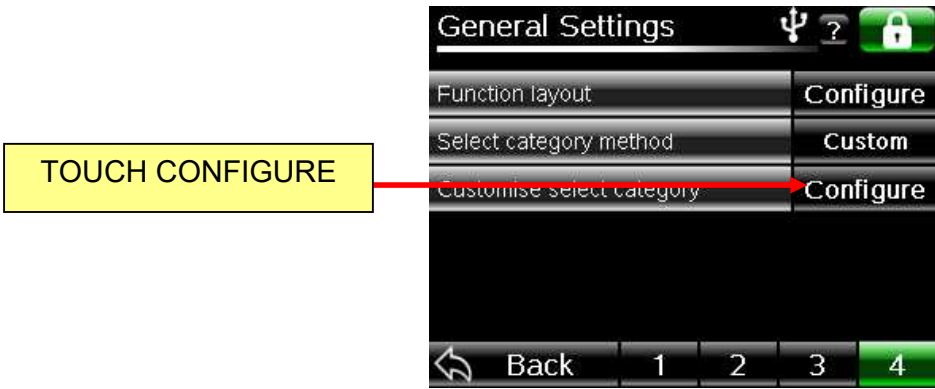 General Settings ?
Function layout Configure
Select category method Custom
TOUCH CONFIGURE
Customise select category Configure
Back 1 2 3 4